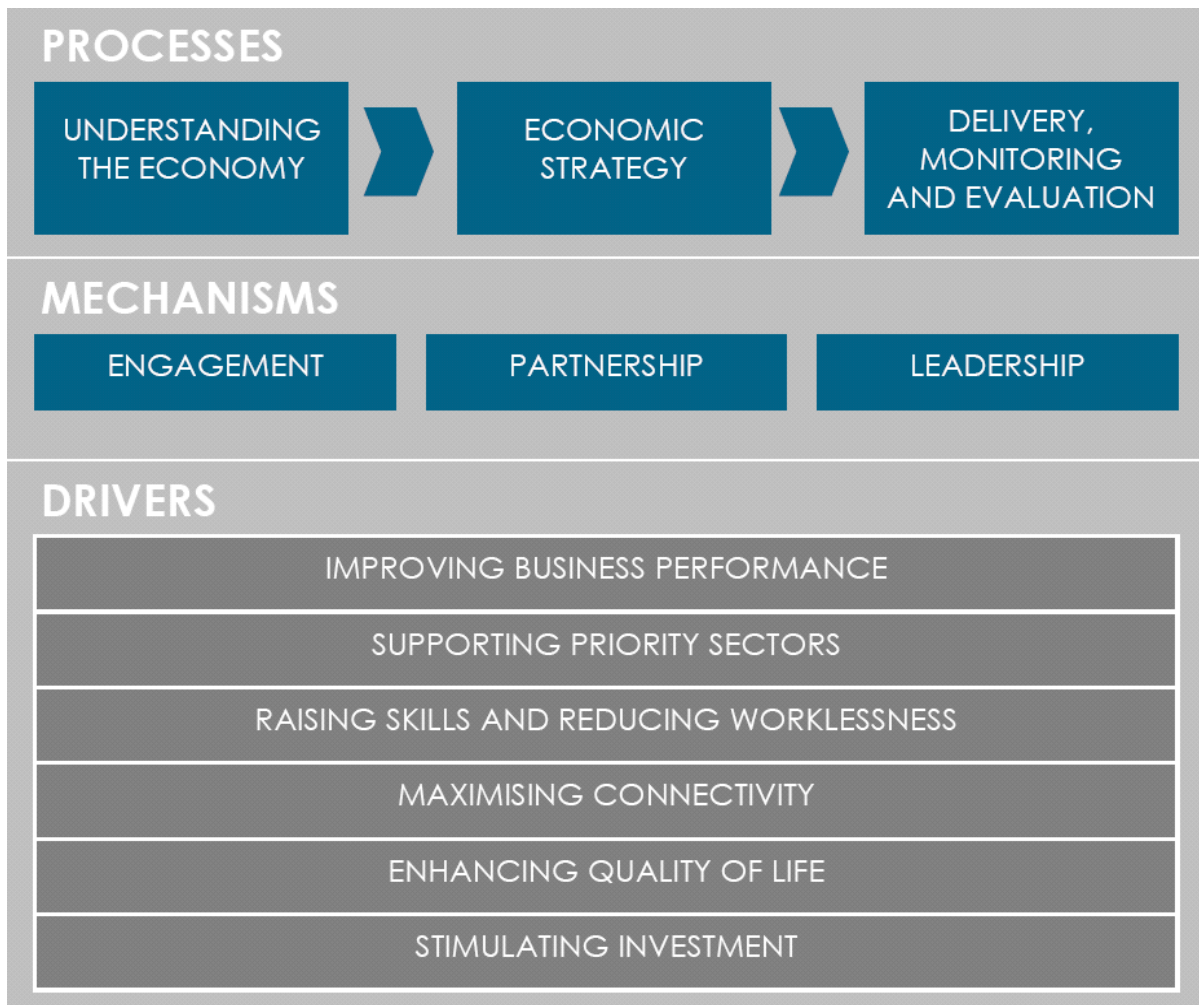 PROCESSES
UNDERSTANDING
THE ECONOMY
ECONOMIC
STRATEGY
DELIVERY,
MONITORING
AND EVALUATION
MECHANISMS
ENGAGEMENT
PARTNERSHIP
LEADERSHIP
DRIVERS
IMPROVING BUSINESS PERFORMANCE
SUPPORTING PRIORITY SECTORS
RAISING SKILLS AND REDUCING WORKLESSNESS
MAXIMISING CONNECTIVITY
ENHANCING QUALITY OF LIFE
STIMULATING INVESTMENT